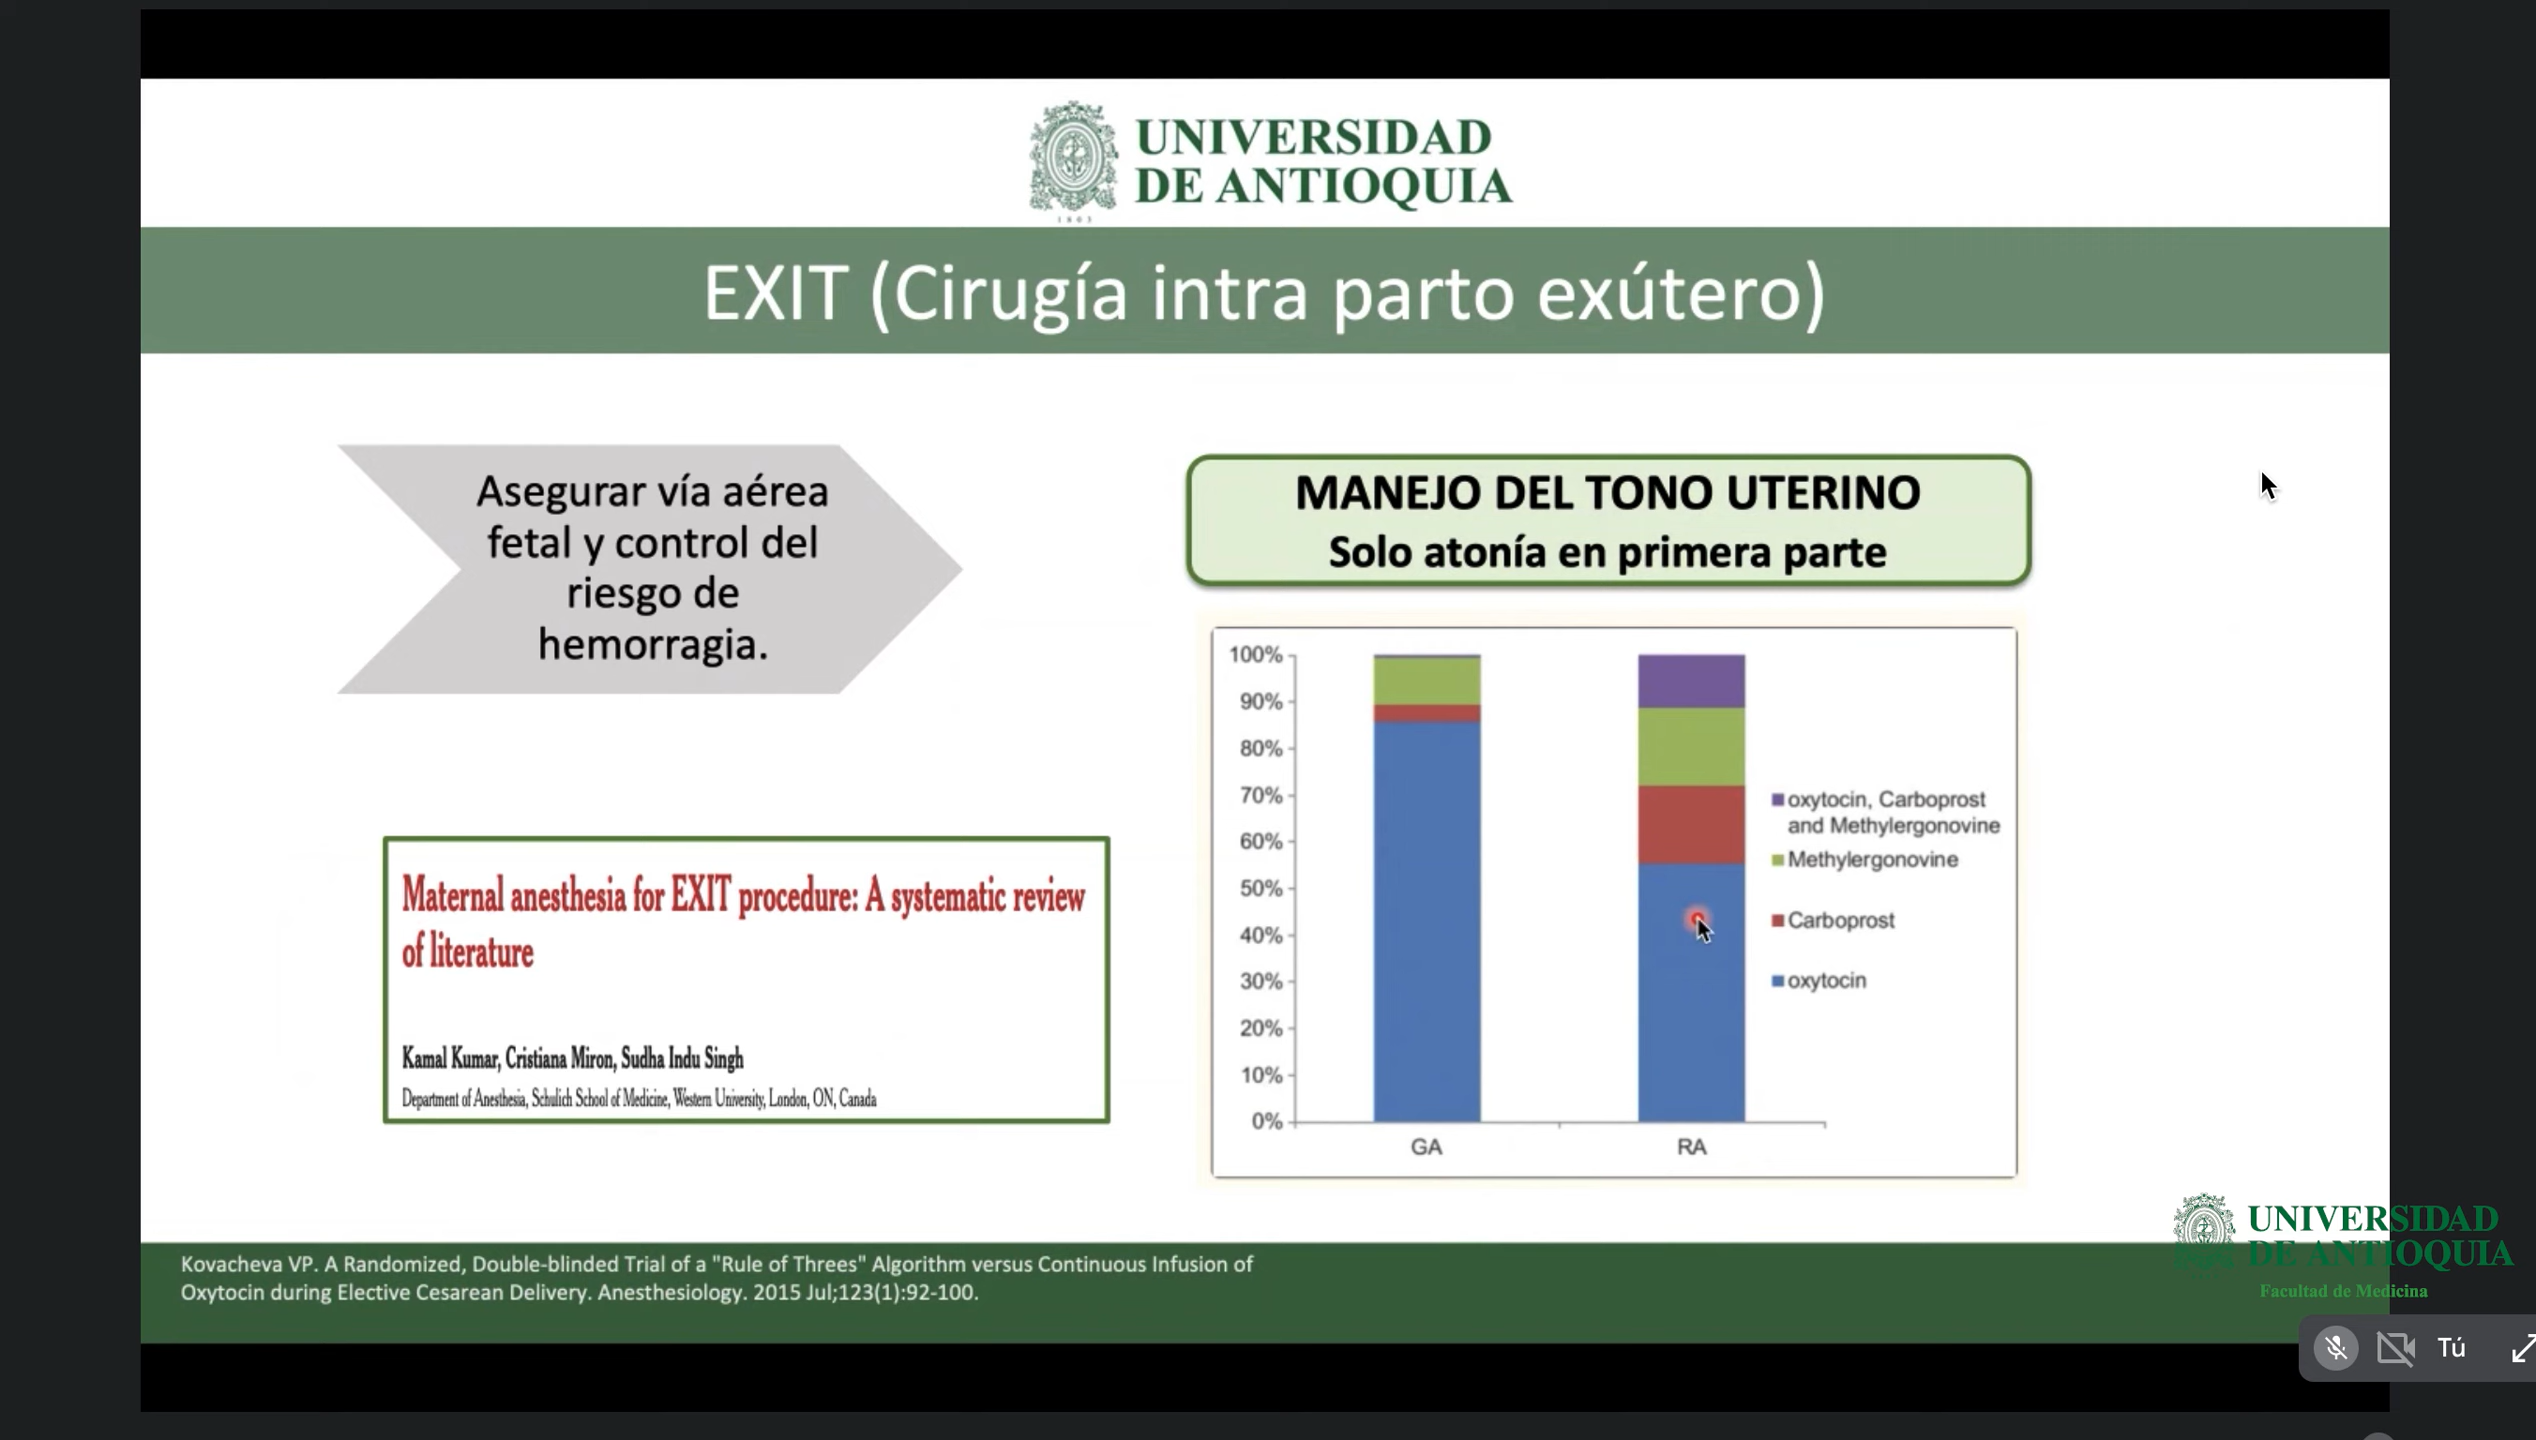 UNIVERSIDAD
DE ANTIOQUIA
1803
EXIT (Cirugía intra parto exútero)
Asegurar vía aérea
fetal y control del
riesgo de
hemorragia.
MANEJO DEL TONO UTERINO
Solo atonía en primera parte
Maternal anesthesia for EXIT procedure: A systematic review
of literature
Kamal Kumar, Cristiana Miron, Sudha Indu Singh
Department of Anesthesia, Schulich School of Medicine, Western University, London, ON, Canada
100%
90%
80%
70%
60%
50%
40%
30%
20%
10%
0%
GA
RA
oxytocin, Carboprost
and Methylergonovine
Methylergonovine
Carboprost
oxytocin
Kovacheva VP. A Randomized, Double-blinded Trial of a "Rule of Threes" Algorithm versus Continuous Infusion of
Oxytocin during Elective Cesarean Delivery. Anesthesiology. 2015 Jul;123(1):92-100.
UNIVERSIDAD
DE ANTIOQUIA
Facultad de Medicina
Tú